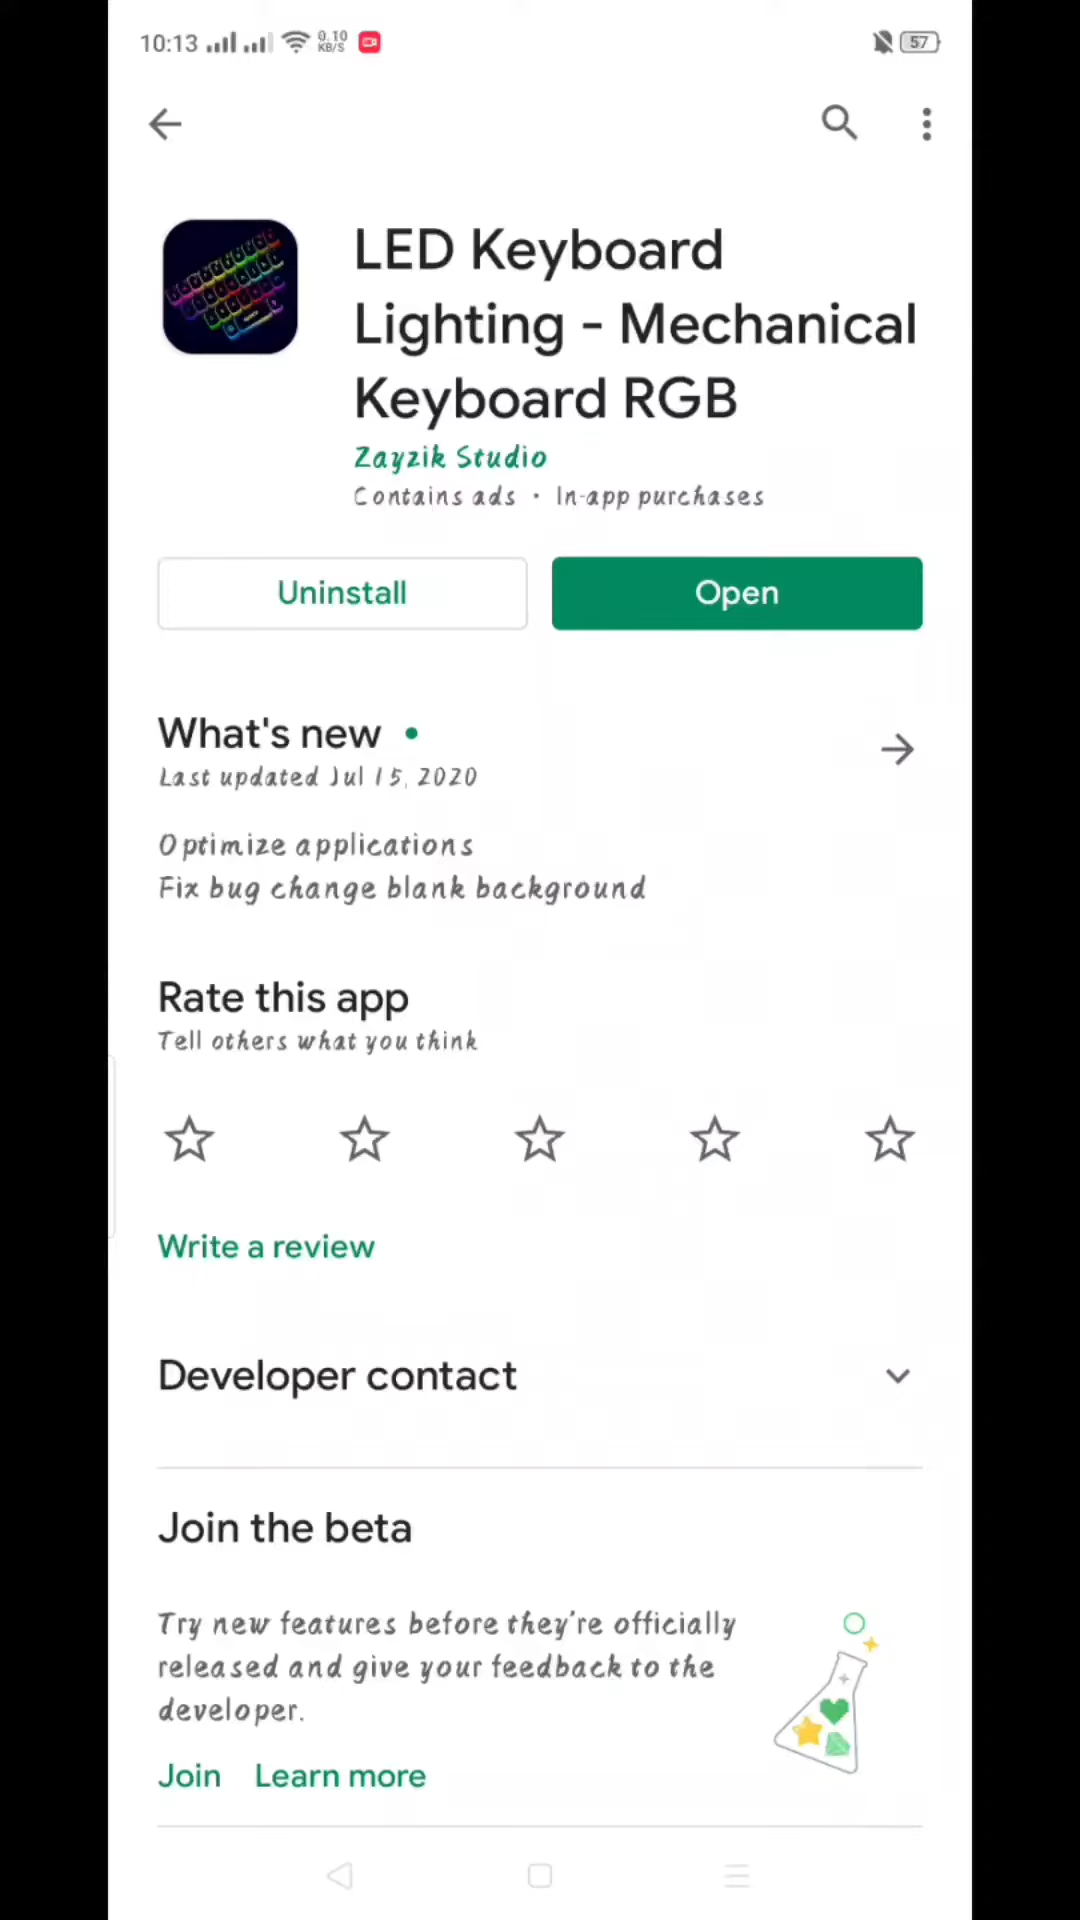 10:13 0.10 KB/S 57
LED Keyboard
Lighting - Mechanical
Keyboard RGB
Zayzik Studio
Contains ads • In-app purchases
Uninstall Open
What's new •
Last updated Jul 15, 2020
Optimize applications
Fix bug change blank background
Rate this app
Tell others what you think
Write a review
Developer contact
Join the beta
Try new features before they're officially
released and give your feedback to the
developer.
Join Learn more